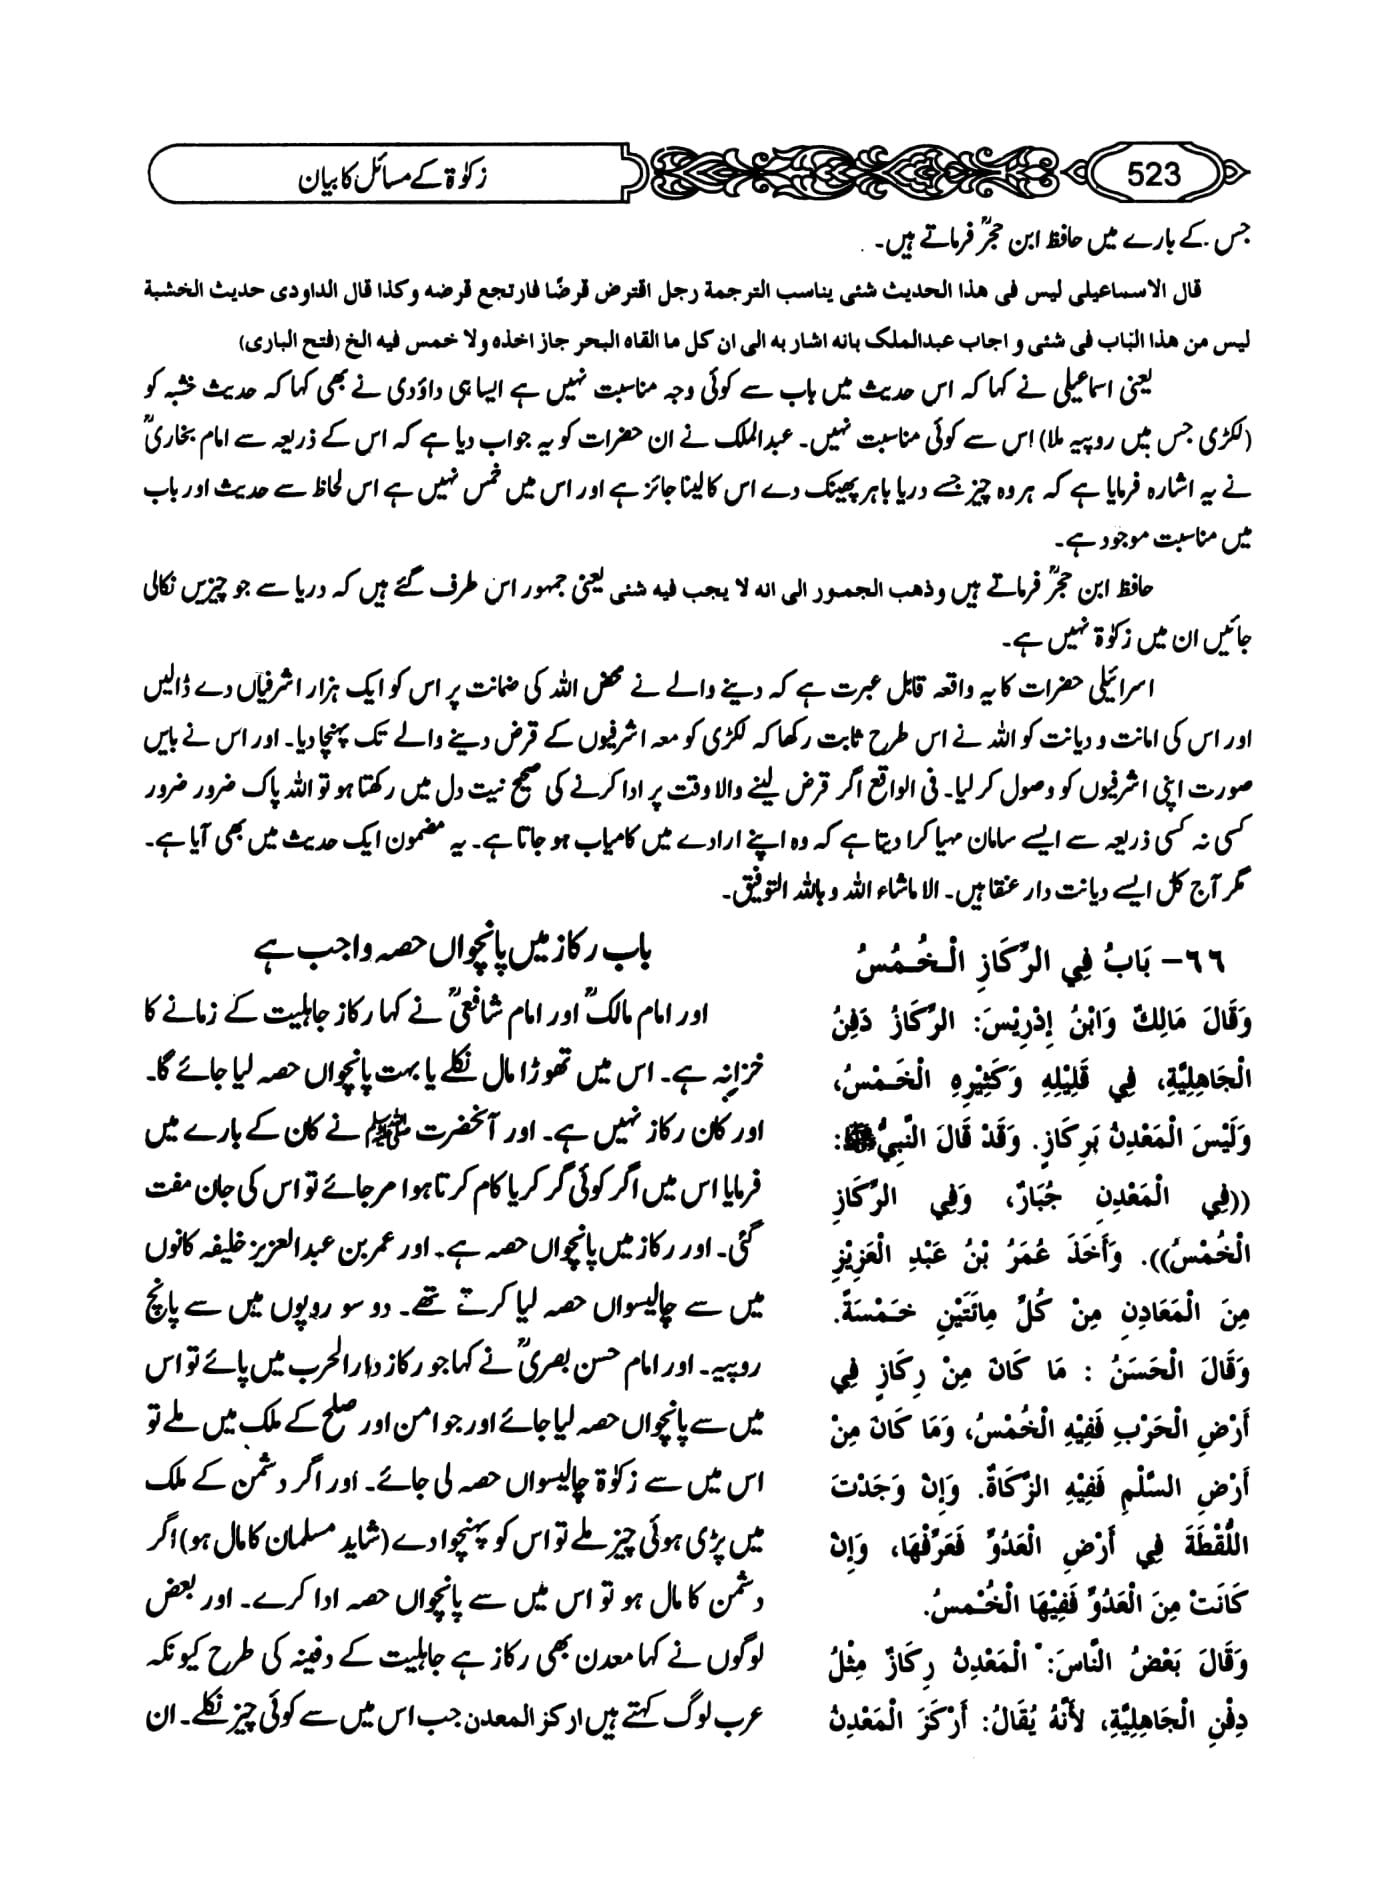 523
زکوٰۃ کے مسائل کا بیان
جس کے بارے میں حافظ ابن حجرؒ فرماتے ہیں۔
قال الاسماعیلی لیس فی هذا الحدیث شئی یناسب الترجمة رجل اقترض قرضًا فارتجع قرضه وکذا قال الداودی حدیث الخشبة
لیس من هذا الباب فی شئی و اجاب عبدالملک بانه اشار به الی ان کل ما القاه البحر جاز اخذه ولا خمس فیه الخ (فتح الباری)
یعنی اسماعیلی نے کہا کہ اس حدیث میں باب سے کوئی وجہ مناسبت نہیں ہے ایسا ہی داؤدی نے بھی کہا کہ حدیث خشبہ کو
(لکڑی جس میں روپیہ ملا) اس سے کوئی مناسبت نہیں۔ عبدالملک نے ان حضرات کو یہ جواب دیا ہے کہ اس کے ذریعہ سے امام بخاریؒ
نے یہ اشارہ فرمایا ہے کہ ہر وہ چیز جسے دریا باہر پھینک دے اس کا لینا جائز ہے اور اس میں خمس نہیں ہے اس لحاظ سے حدیث اور باب
میں مناسبت موجود ہے۔
حافظ ابن حجرؒ فرماتے ہیں وذهب الجمهور الی انه لا یجب فیه شئی یعنی جمہور اس طرف گئے ہیں کہ دریا سے جو چیزیں نکالی
جائیں ان میں زکوٰۃ نہیں ہے۔
اسرائیلی حضرات کا یہ واقعہ قابل عبرت ہے کہ دینے والے نے محض اللہ کی ضمانت پر اس کو ایک ہزار اشرفیاں دے ڈالیں
اور اس کی امانت و دیانت کو اللہ نے اس طرح ثابت رکھا کہ لکڑی کو معہ اشرفیوں کے قرض دینے والے تک پہنچا دیا۔ اور اس نے بایں
صورت اپنی اشرفیوں کو وصول کر لیا۔ فی الواقع اگر قرض لینے والا وقت پر ادا کرنے کی صحیح نیت دل میں رکھتا ہو تو اللہ پاک ضرور ضرور
کسی نہ کسی ذریعہ سے ایسے سامان مہیا کرا دیتا ہے کہ وہ اپنے ارادے میں کامیاب ہو جاتا ہے۔ یہ مضمون ایک حدیث میں بھی آیا ہے۔
مگر آج کل ایسے دیانت دار عنقا ہیں۔ الا ماشاء اللہ و باللہ التوفیق۔
٦٦- بَابُ فِي الرِّكَازِ الْخُمُسُ
وَقَالَ مَالِكٌ وَابْنُ إِدْرِيْسَ: الرِّكَازُ دَفِنُ
الْجَاهِلِيَّةِ، فِي قَلِيْلِهِ وَكَثِيْرِهِ الْخَمْسُ،
وَلَيْسَ الْمَعْدِنُ بِرِكَازٍ. وَقَدْ قَالَ النَّبِيُّ ﷺ:
((فِي الْمَعْدِنِ جُبَارٌ، وَفِي الرِّكَازِ
الْخُمْسُ)). وَأَخَذَ عُمَرُ بْنُ عَبْدِ الْعَزِيْزِ
مِنَ الْمَعَادِنِ مِنْ كُلِّ مِائَتَيْنِ خَمْسَةً.
وَقَالَ الْحَسَنُ : مَا كَانَ مِنْ رِكَازٍ فِي
أَرْضِ الْحَرْبِ فَفِيْهِ الْخُمْسُ، وَمَا كَانَ مِنْ
أَرْضِ السِّلْمِ فَفِيْهِ الزَّكَاةُ. وَإِنْ وَجَدْتَ
اللُّقْطَةَ فِي أَرْضِ الْعَدُوِّ فَعَرِّفْهَا، وَإِنْ
كَانَتْ مِنَ الْعَدُوِّ فَفِيْهَا الْخُمْسُ.
وَقَالَ بَعْضُ النَّاسِ: الْمَعْدِنُ رِكَازٌ مِثْلُ
دِفْنِ الْجَاهِلِيَّةِ، لأَنَّهُ يُقَالُ: أَرْكَزَ الْمَعْدِنُ
باب رکاز میں پانچواں حصہ واجب ہے
اور امام مالکؒ اور امام شافعیؒ نے کہا رکاز جاہلیت کے زمانے کا
خزانہ ہے۔ اس میں تھوڑا مال نکلے یا بہت پانچواں حصہ لیا جائے گا۔
اور کان رکاز نہیں ہے۔ اور آنحضرت ﷺ نے کان کے بارے میں
فرمایا اس میں اگر کوئی گر کر یا کام کرتا ہوا مر جائے تو اس کی جان مفت
گئی۔ اور رکاز میں پانچواں حصہ ہے۔ اور عمر بن عبدالعزیز خلیفہ کانوں
میں سے چالیسواں حصہ لیا کرتے تھے۔ دو سو روپوں میں سے پانچ
روپیہ۔ اور امام حسن بصریؒ نے کہا جو رکاز دارالحرب میں پائے تو اس
میں سے پانچواں حصہ لیا جائے اور جو امن اور صلح کے ملک میں ملے تو
اس میں سے زکوٰۃ چالیسواں حصہ لی جائے۔ اور اگر دشمن کے ملک
میں پڑی ہوئی چیز ملے تو اس کو پہنچوا دے (شاید مسلمان کا مال ہو) اگر
دشمن کا مال ہو تو اس میں سے پانچواں حصہ ادا کرے۔ اور بعض
لوگوں نے کہا معدن بھی رکاز ہے جاہلیت کے دفینہ کی طرح کیونکہ
عرب لوگ کہتے ہیں ارکز المعدن جب اس میں سے کوئی چیز نکلے۔ ان